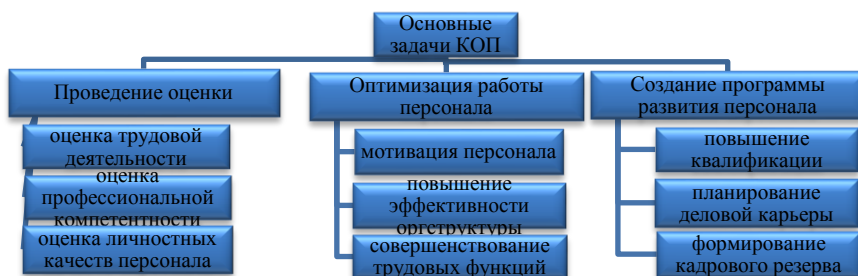 Основные
задачи КОП
Проведение оценки
оценка трудовой
деятельности
оценка
профессиональной
компетентности
оценка личностных
качеств персонала
Оптимизация работы
персонала
мотивация персонала
повышение
эффективности
оргструктуры
совершенствование
трудовых функций
Создание программы
развития персонала
повышение
квалификации
планирование
деловой карьеры
формирование
кадрового резерва